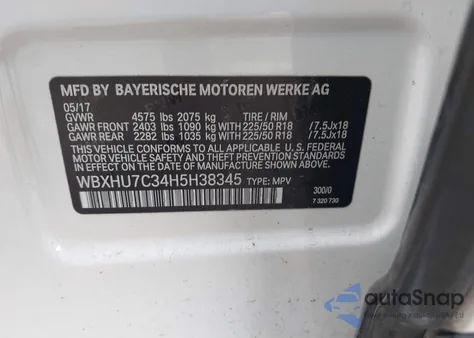 MFD BY BAYERISCHE MOTOREN WERKE AG
05/17
GVWR 4575 lbs 2075 kg TIRE / RIM
GAWR FRONT 2403 lbs 1090 kg WITH 225/50 R18 /7.5Jx18
GAWR REAR 2282 lbs 1035 kg WITH 225/50 R18 /7.5Jx18
THIS VEHICLE CONFORMS TO ALL APPLICABLE U.S. FEDERAL
MOTOR VEHICLE SAFETY, BUMPER, AND THEFT PREVENTION
STANDARDS IN EFFECT ON THE DATE OF MANUFACTURE
SHOWN ABOVE.
WBXHU7C34H5H38345 TYPE: MPV
300/0
7 320 730
autoSnap